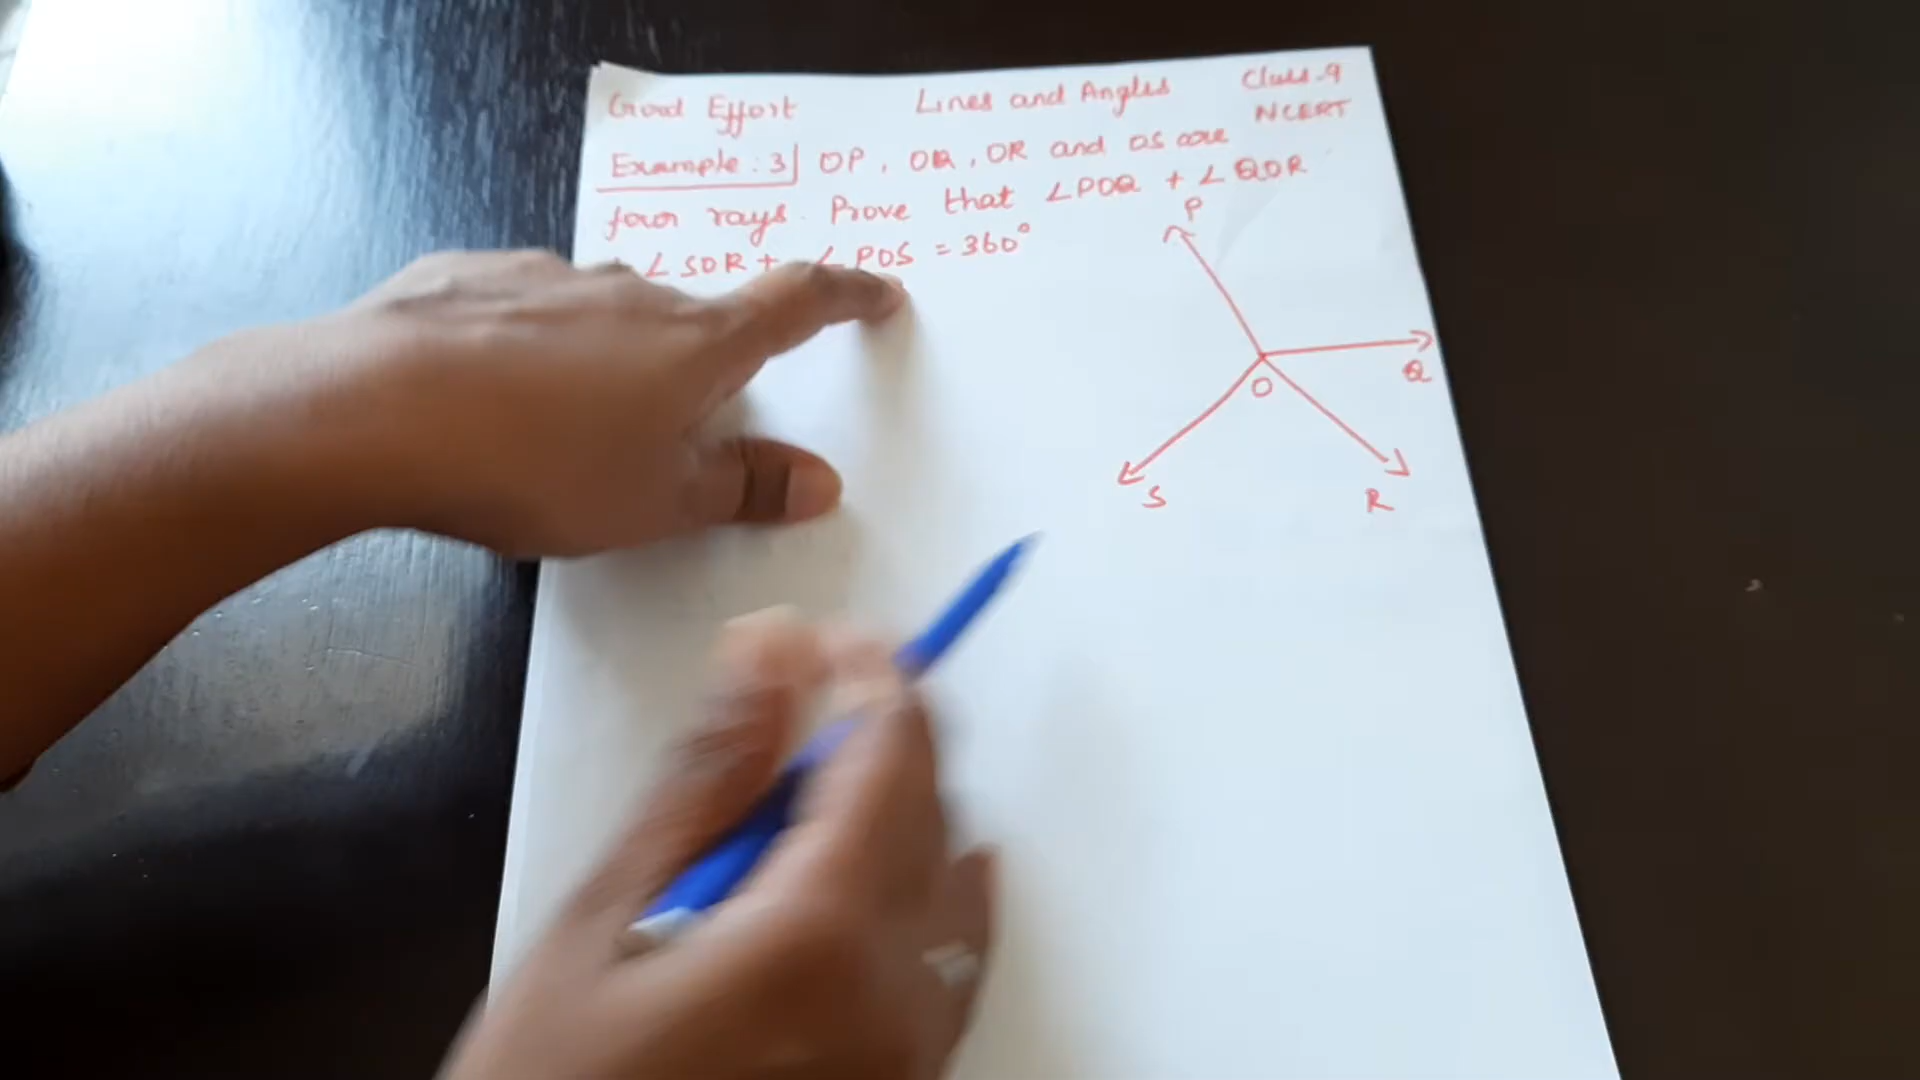 Good Effort Lines and Angles Class-9
NCERT
Example : 3 OP, OQ, OR and OS are
four rays. Prove that ∠POQ + ∠QOR
+ ∠SOR + ∠POS = 360°
P
Q
O
S
R